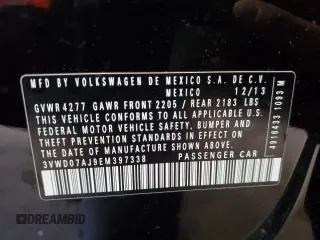 MFD BY VOLKSWAGEN DE MEXICO S.A. DE C.V.
MEXICO 12/13
GVWR 4277 GAWR FRONT 2205 / REAR 2183 LBS
THIS VEHICLE CONFORMS TO ALL APPLICABLE
FEDERAL MOTOR VEHICLE SAFETY, BUMPER AND
THEFT PREVENTION STANDARDS IN EFFECT ON
THE DATE OF MANUFACTURE SHOWN ABOVE.
3VWD07AJ9EM397338 PASSENGER CAR
4916433 1093 M
DREAMBID